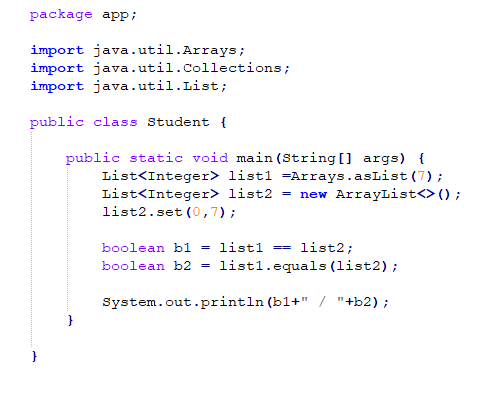 package app;
import java.util.Arrays;
import java.util.Collections;
import java.util.List;
public class Student {
public static void main(String[] args) {
List<Integer> list1 =Arrays.asList(7);
List<Integer> list2 = new ArrayList<>();
list2.set(0,7);
boolean b1 = list1 == list2;
boolean b2 = list1.equals(list2);
System.out.println(b1+" / "+b2);
}
}